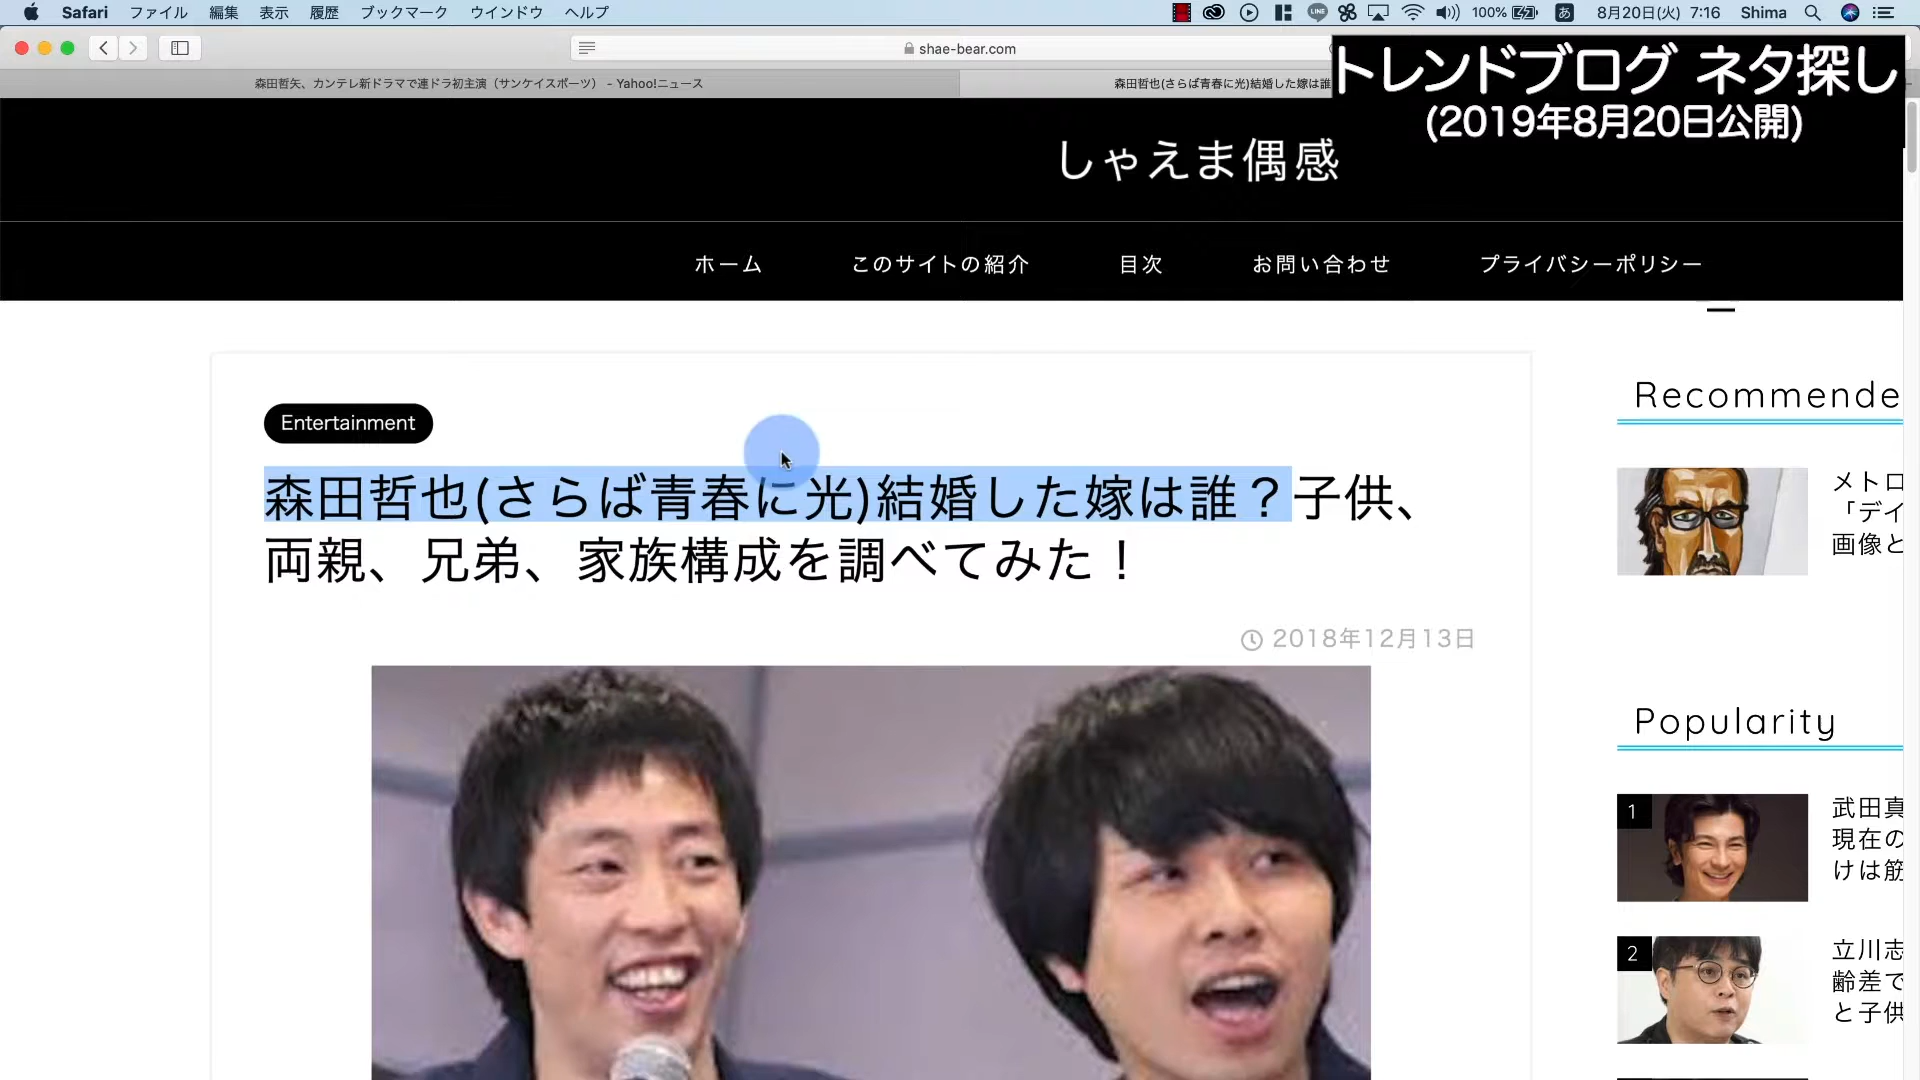 Safari ファイル 編集 表示 履歴 ブックマーク ウインドウ ヘルプ
LINE 100% あ 8月20日(火) 7:16 Shima
shae-bear.com
森田哲矢、カンテレ新ドラマで連ドラ初主演（サンケイスポーツ） - Yahoo!ニュース
森田哲也(さらば青春に光)結婚した嫁は誰
トレンドブログ ネタ探し
(2019年8月20日公開)
しゃえま偶感
ホーム このサイトの紹介 目次 お問い合わせ プライバシーポリシー
Entertainment
森田哲也(さらば青春に光)結婚した嫁は誰？子供、
両親、兄弟、家族構成を調べてみた！
2018年12月13日
Recommende
メトロ
「デイ
画像と
Popularity
1
武田真
現在の
けは筋
2
立川志
齢差で
と子供